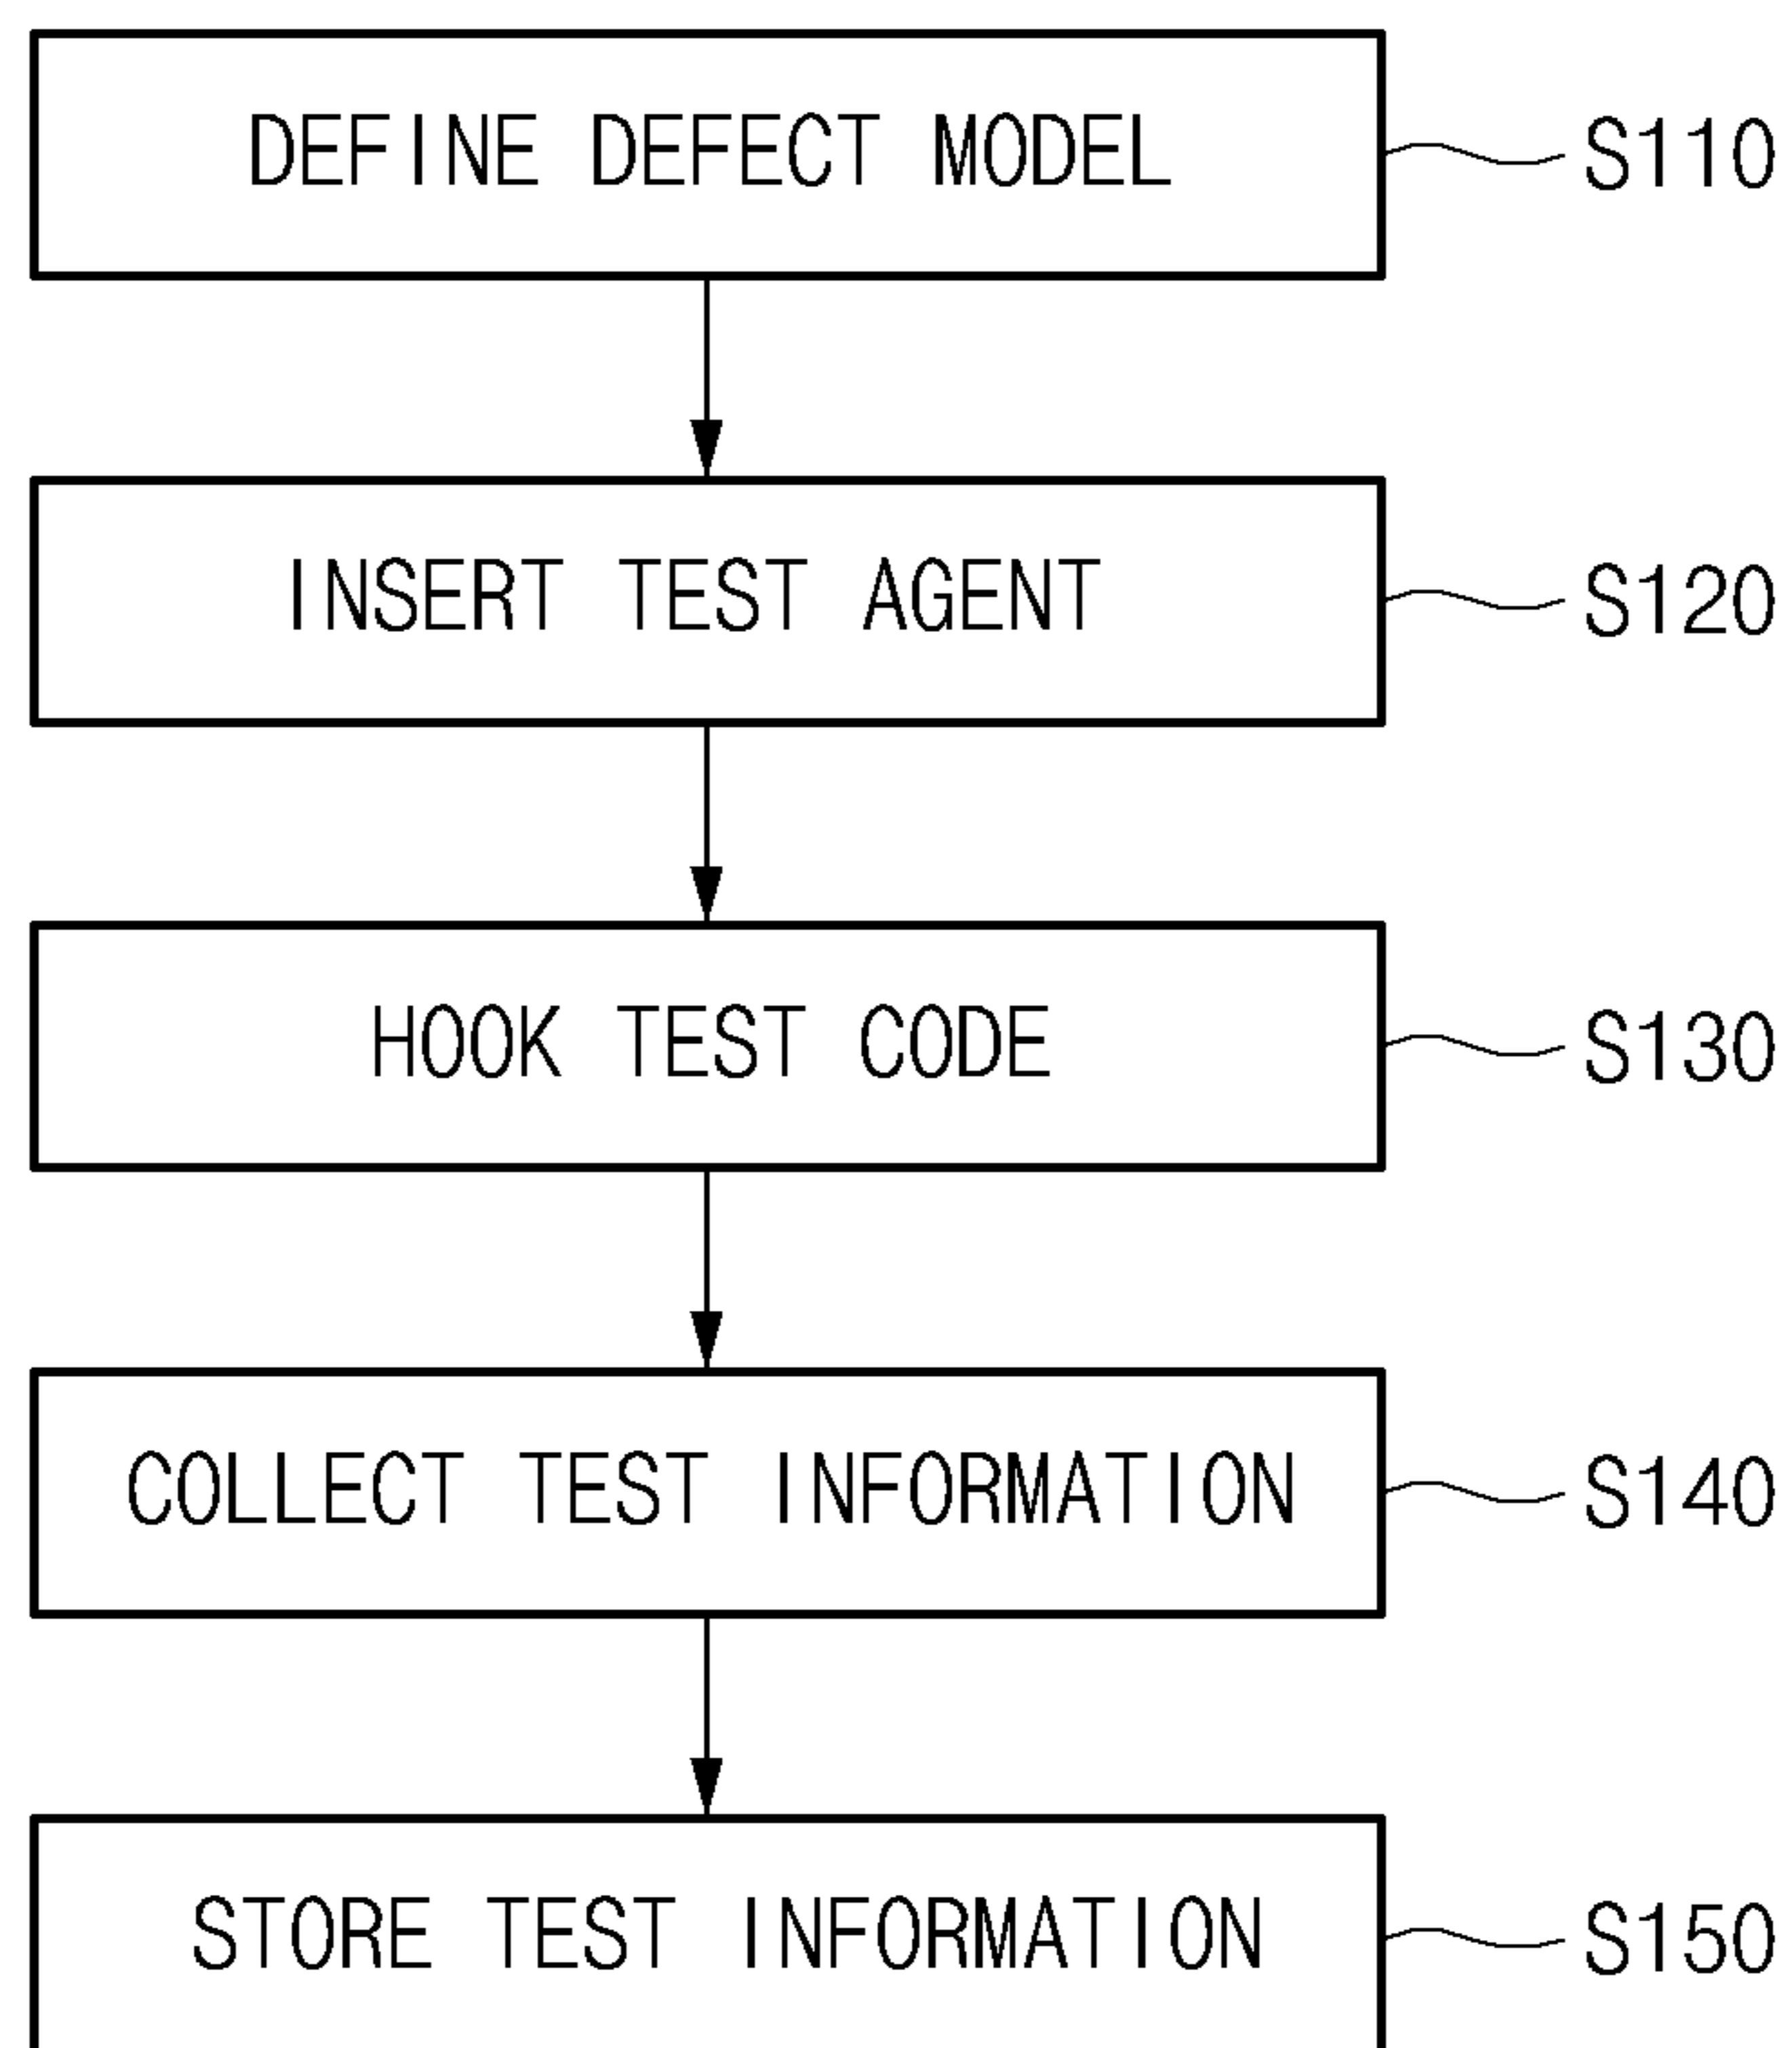 DEFINE DEFECT MODEL S110
INSERT TEST AGENT S120
HOOK TEST CODE S130
COLLECT TEST INFORMATION S140
STORE TEST INFORMATION S150